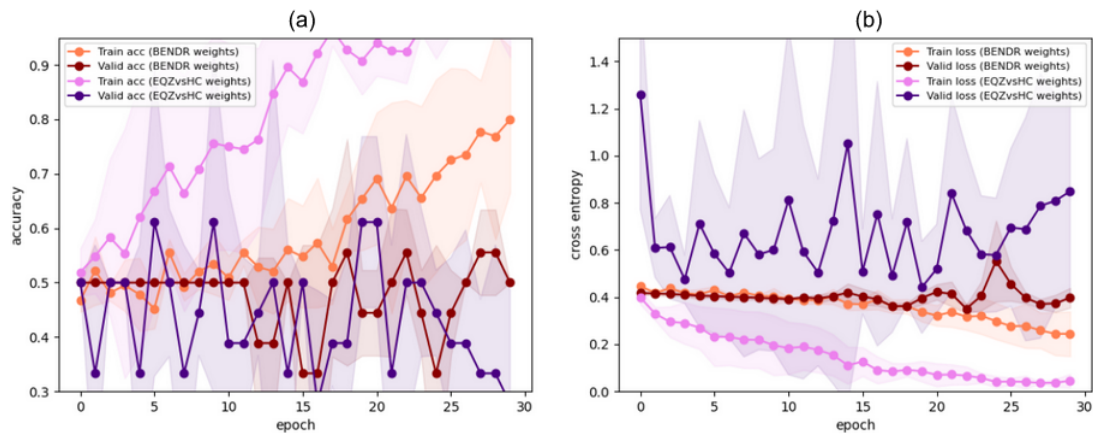 (a)
Train acc (BENDR weights)
Valid acc (BENDR weights)
Train acc (EQZvsHC weights)
Valid acc (EQZvsHC weights)
accuracy
0.9
0.8
0.7
0.6
0.5
0.4
0.3
0
5
10
15
20
25
30
epoch
(b)
Train loss (BENDR weights)
Valid loss (BENDR weights)
Train loss (EQZvsHC weights)
Valid loss (EQZvsHC weights)
cross entropy
1.4
1.2
1.0
0.8
0.6
0.4
0.2
0.0
0
5
10
15
20
25
30
epoch